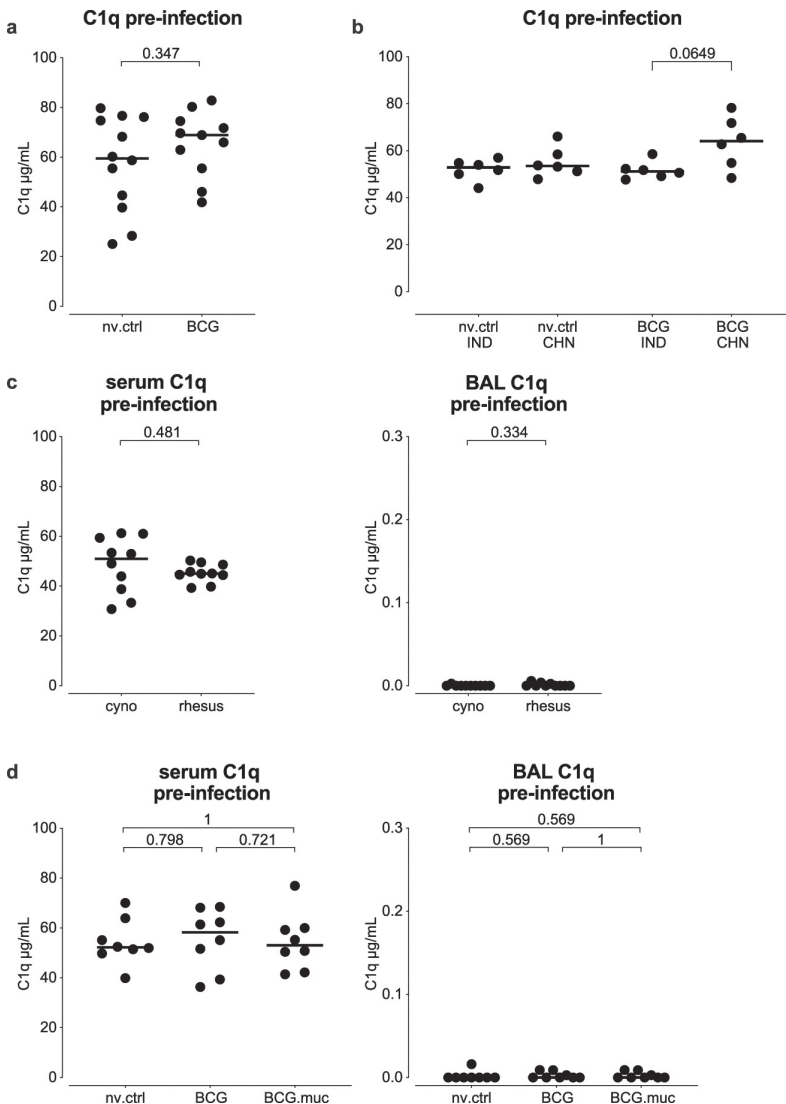 a
C1q pre-infection
0.347
100
80
60
40
20
0
C1q µg/mL
nv.ctrl BCG
b
C1q pre-infection
0.0649
100
80
60
40
20
0
C1q µg/mL
nv.ctrl nv.ctrl BCG BCG
IND CHN IND CHN
c
serum C1q
pre-infection
0.481
100
80
60
40
20
0
C1q µg/mL
cyno rhesus
BAL C1q
pre-infection
0.334
0.3
0.2
0.1
0.0
C1q µg/mL
cyno rhesus
d
serum C1q
pre-infection
1
0.798 0.721
100
80
60
40
20
0
C1q µg/mL
nv.ctrl BCG BCG.muc
BAL C1q
pre-infection
0.569
0.569 1
0.3
0.2
0.1
0.0
C1q µg/mL
nv.ctrl BCG BCG.muc